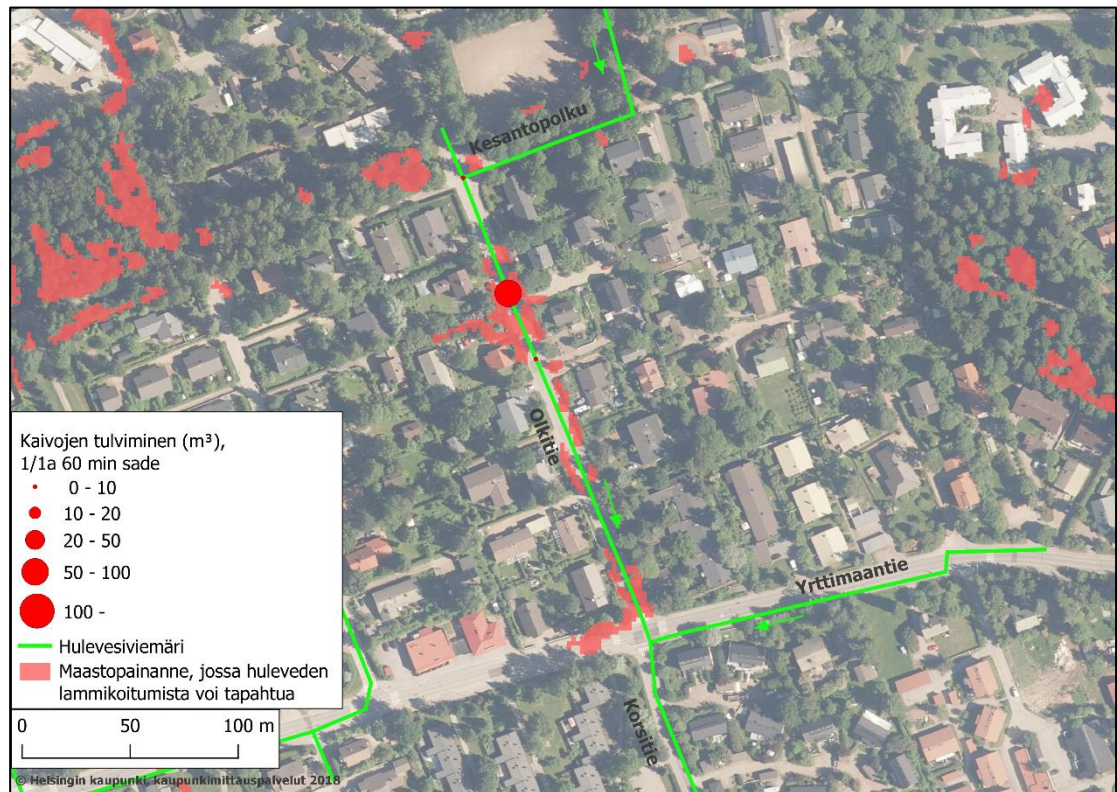 Kesantopolku
Olkitie
Yrttimaantie
Korsitie
Kaivojen tulviminen (m³),
1/1a 60 min sade
0 - 10
10 - 20
20 - 50
50 - 100
100 -
Hulevesiviemäri
Maastopainanne, jossa huleveden
lammikoitumista voi tapahtua
0 50 100 m
© Helsingin kaupunki, kaupunkimittauspalvelut 2018